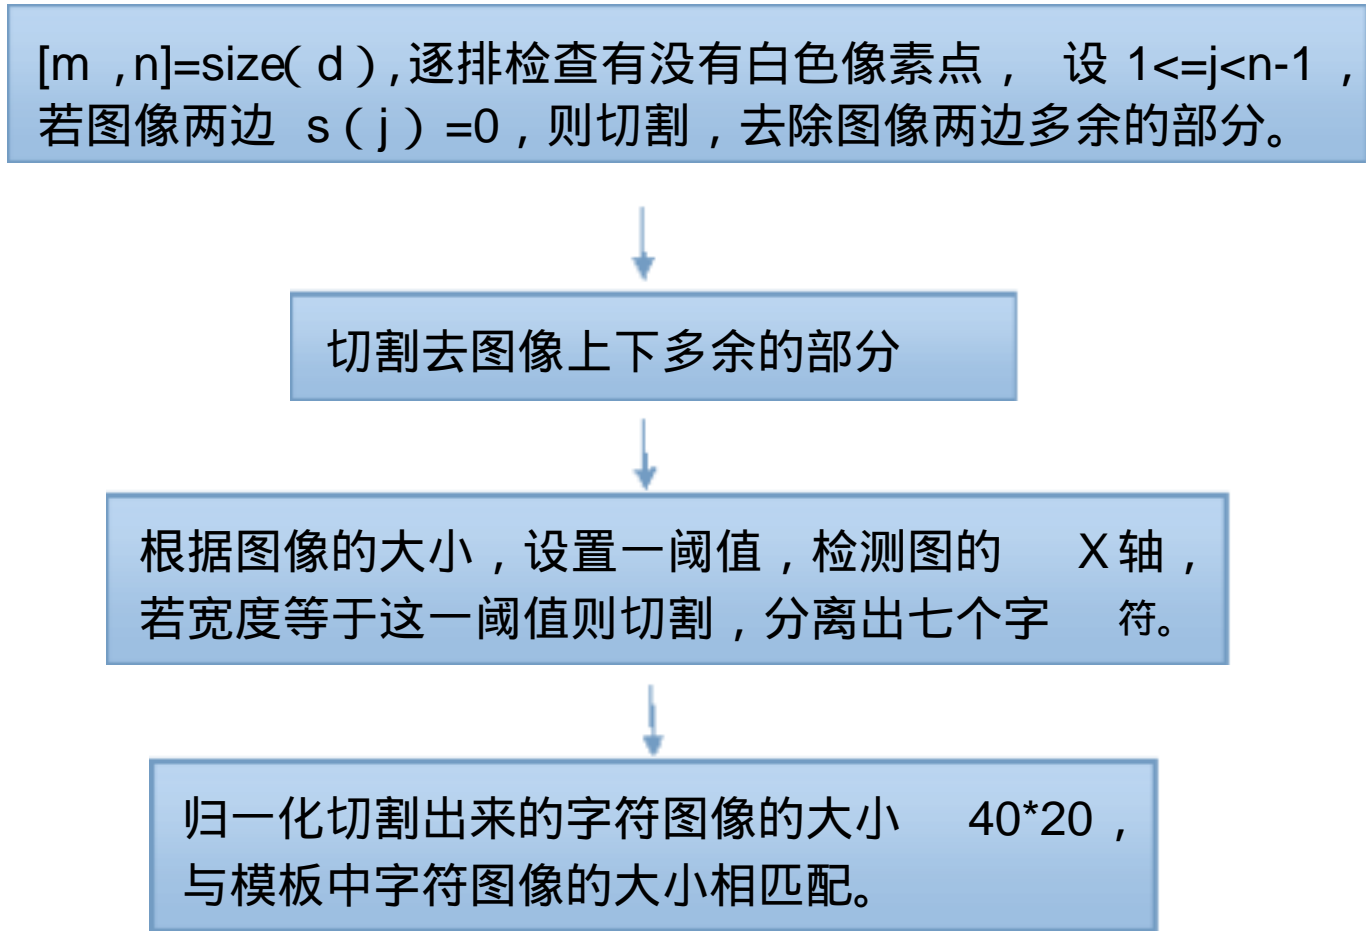 [m ,n]=size( d ),逐排检查有没有白色像素点， 设 1<=j<n-1 ，
若图像两边 s（j）=0，则切割，去除图像两边多余的部分。
切割去图像上下多余的部分
根据图像的大小，设置一阈值，检测图的 X轴，
若宽度等于这一阈值则切割，分离出七个字 符。
归一化切割出来的字符图像的大小 40*20，
与模板中字符图像的大小相匹配。